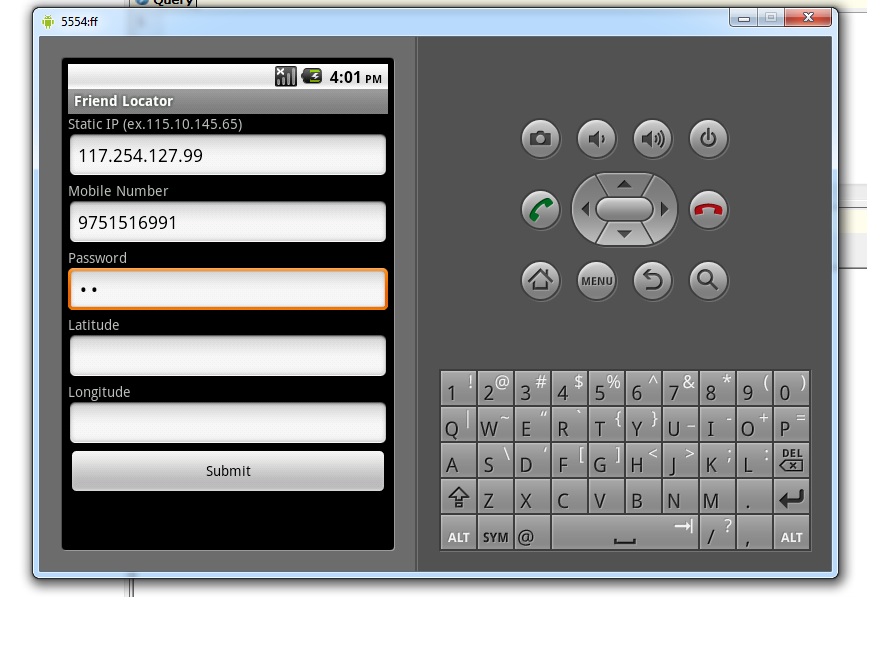 Query
5554:ff
4:01 PM
Friend Locator
Static IP (ex.115.10.145.65)
117.254.127.99
Mobile Number
9751516991
Password
••
Latitude
Longitude
Submit
MENU
1 ! 2 @ 3 # 4 $ 5 % 6 ^ 7 & 8 * 9 ( 0 )
Q | W ~ E “ R ` T { Y } U _ I - O + P =
A S \ D ‘ F [ G ] H < J > K ; L : DEL
Z X C V B N M .
ALT SYM @ / ? , ALT